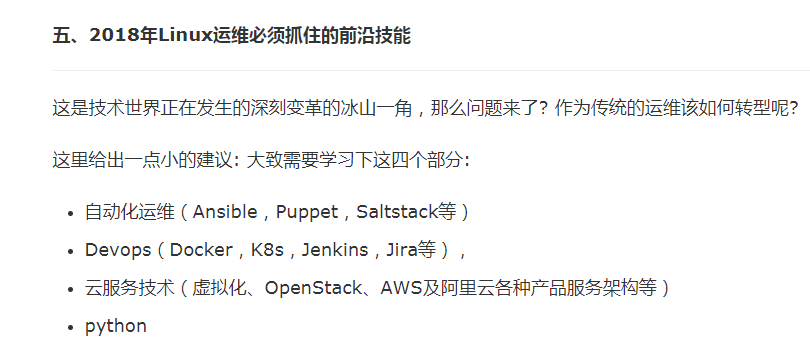 五、2018年Linux运维必须抓住的前沿技能
这是技术世界正在发生的深刻变革的冰山一角，那么问题来了？作为传统的运维该如何转型呢？
这里给出一点小的建议：大致需要学习下这四个部分：
• 自动化运维（Ansible，Puppet，Saltstack等）
• Devops（Docker，K8s，Jenkins，Jira等），
• 云服务技术（虚拟化、OpenStack、AWS及阿里云各种产品服务架构等）
• python